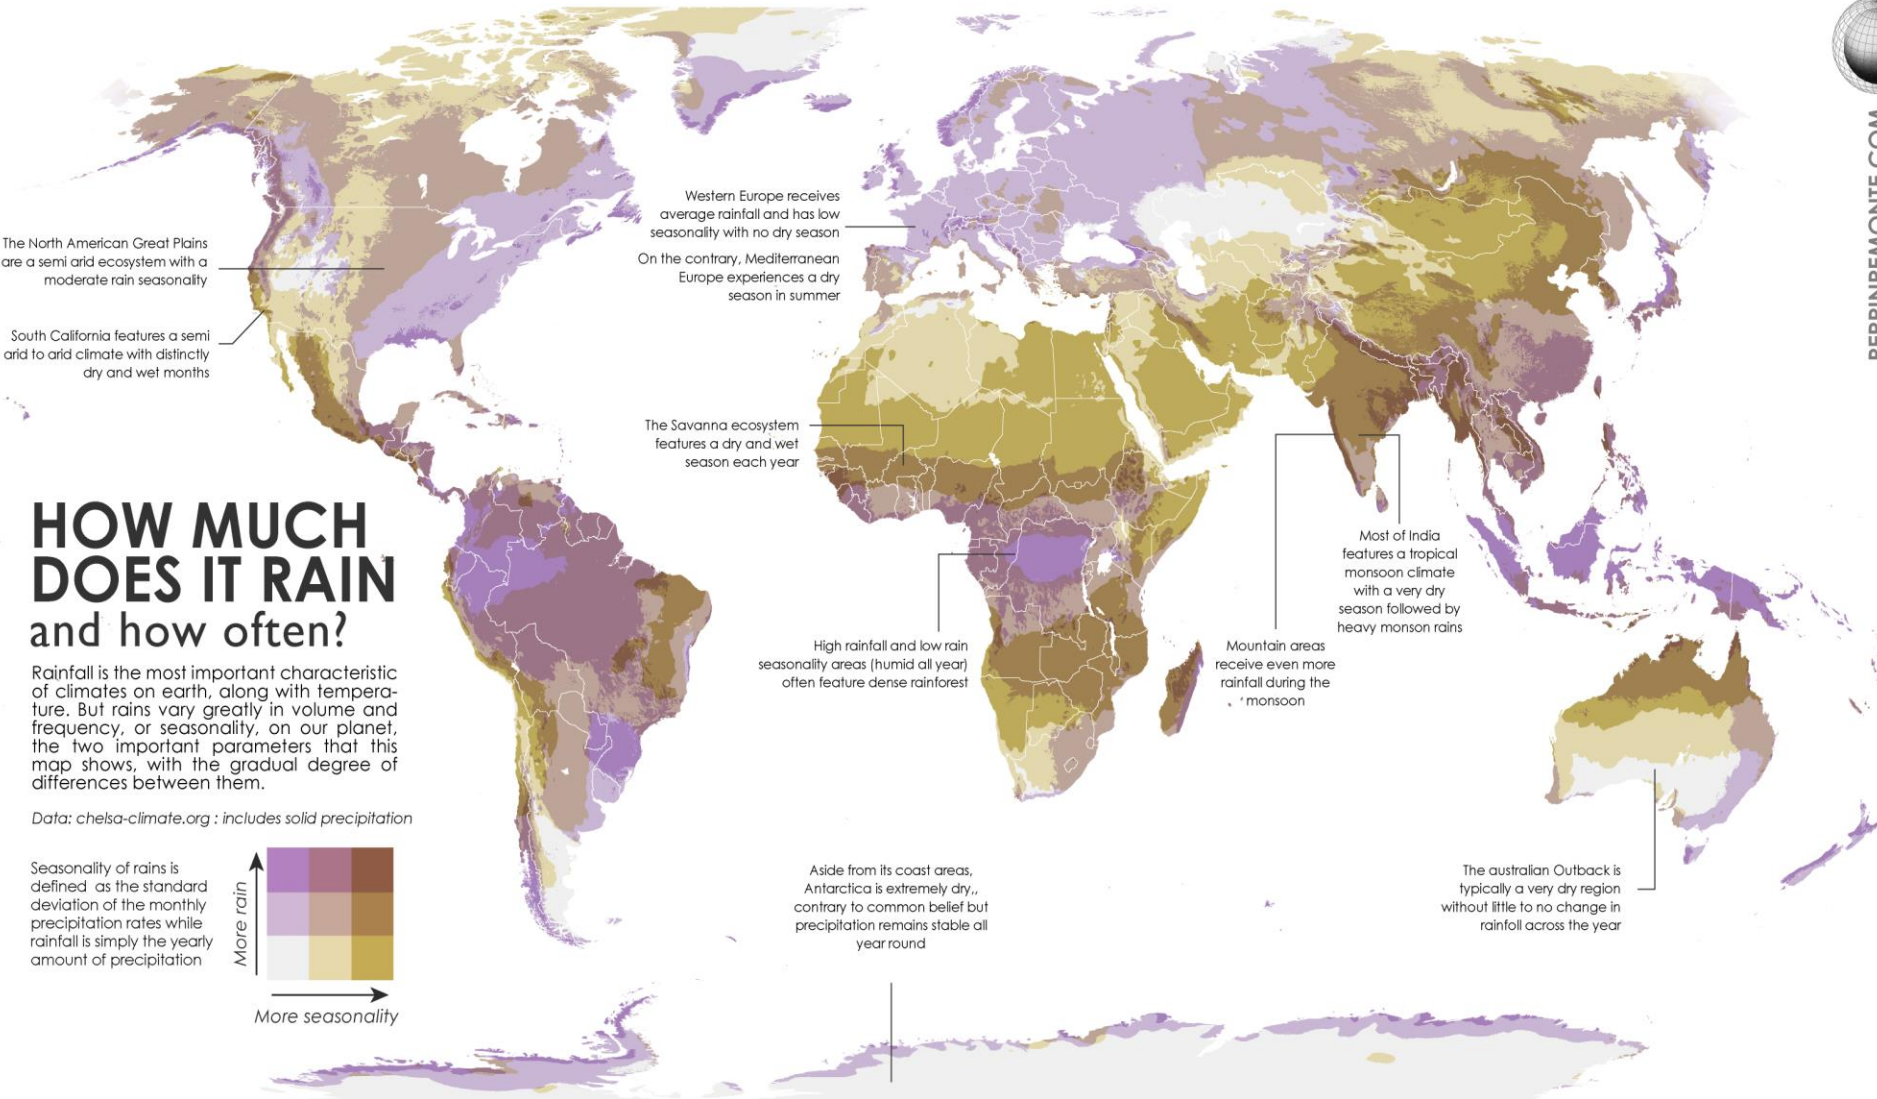 HOW MUCH
DOES IT RAIN
and how often?
Rainfall is the most important characteristic
of climates on earth, along with tempera-
ture. But rains vary greatly in volume and
frequency, or seasonality, on our planet,
the two important parameters that this
map shows, with the gradual degree of
differences between them.
Data: chelsa-climate.org : includes solid precipitation
Seasonality of rains is
defined as the standard
deviation of the monthly
precipitation rates while
rainfall is simply the yearly
amount of precipitation
More rain
More seasonality
The North American Great Plains
are a semi arid ecosystem with a
moderate rain seasonality
South California features a semi
arid to arid climate with distinctly
dry and wet months
Western Europe receives
average rainfall and has low
seasonality with no dry season
On the contrary, Mediterranean
Europe experiences a dry
season in summer
The Savanna ecosystem
features a dry and wet
season each year
High rainfall and low rain
seasonality areas (humid all year)
often feature dense rainforest
Mountain areas
receive even more
rainfall during the
monsoon
Most of India
features a tropical
monsoon climate
with a very dry
season followed by
heavy monson rains
Aside from its coast areas,
Antarctica is extremely dry,,
contrary to common belief but
precipitation remains stable all
year round
The australian Outback is
typically a very dry region
without little to no change in
rainfoll across the year
PERRINREMONTE.COM